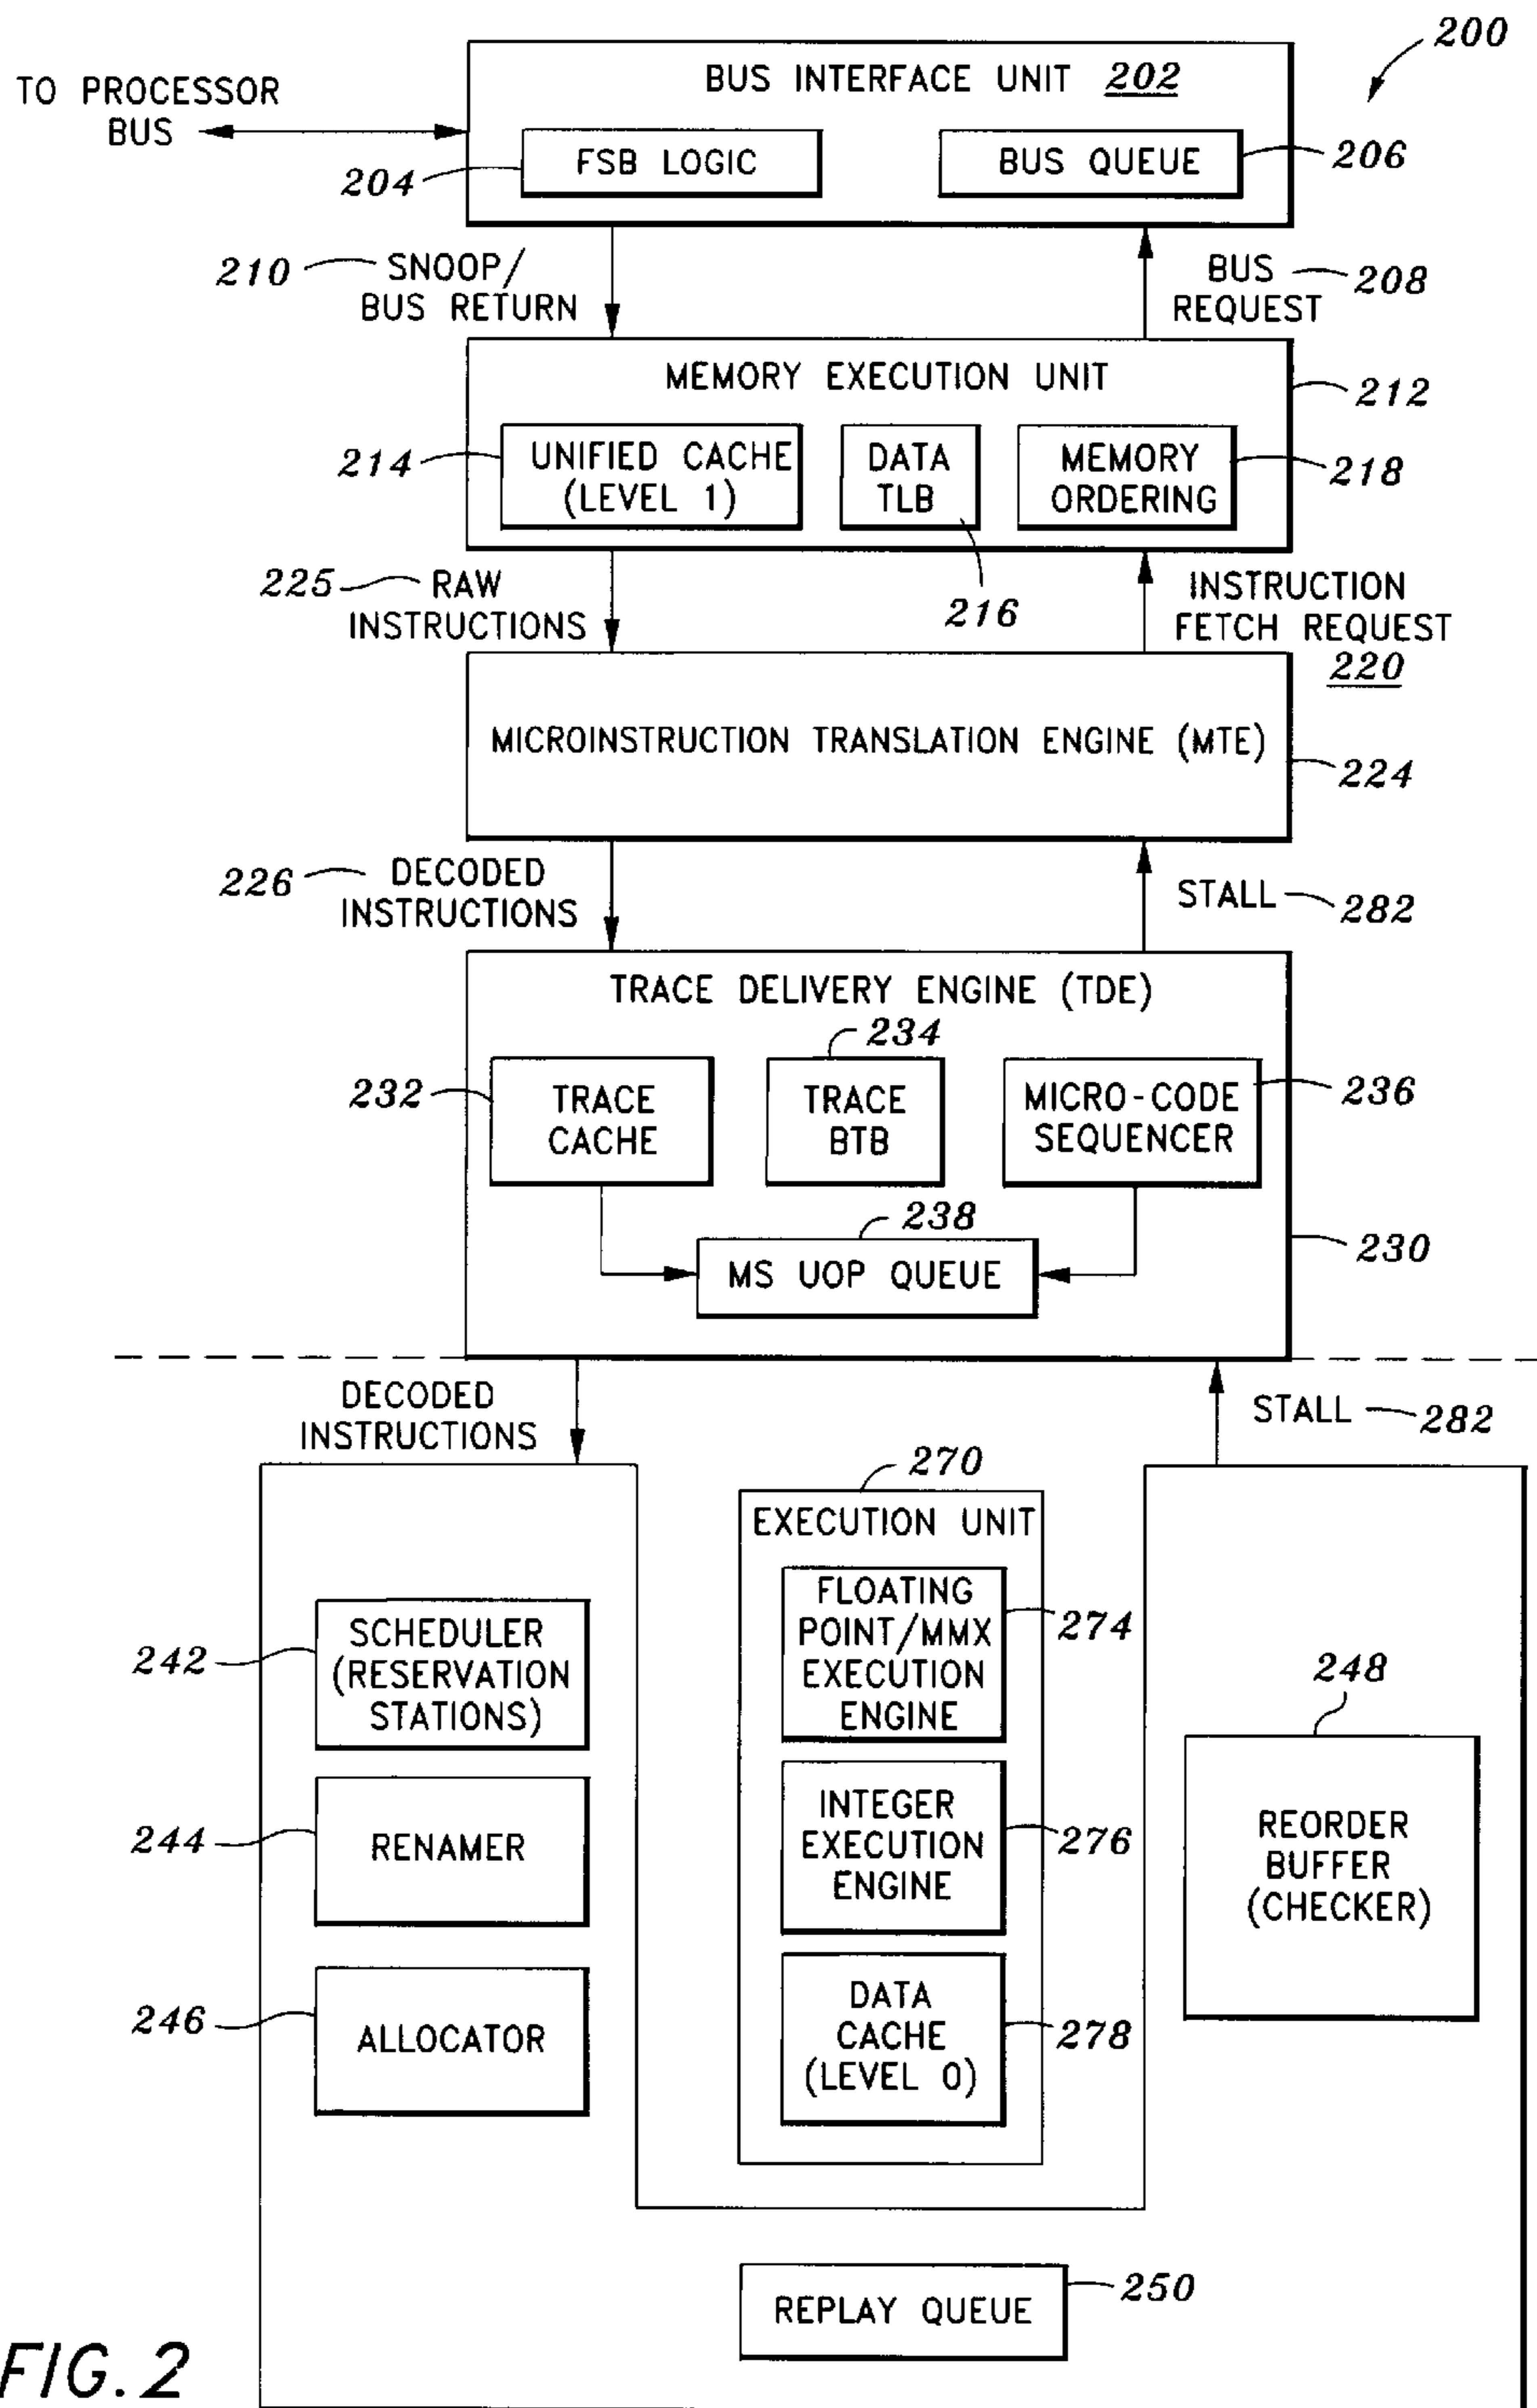 200
TO PROCESSOR
BUS
BUS INTERFACE UNIT 202
204
FSB LOGIC
BUS QUEUE
206
210
SNOOP/
BUS RETURN
BUS
REQUEST
208
MEMORY EXECUTION UNIT
212
214
UNIFIED CACHE
(LEVEL 1)
DATA
TLB
MEMORY
ORDERING
218
216
225
RAW
INSTRUCTIONS
INSTRUCTION
FETCH REQUEST
220
MICROINSTRUCTION TRANSLATION ENGINE (MTE)
224
226
DECODED
INSTRUCTIONS
STALL
282
TRACE DELIVERY ENGINE (TDE)
232
TRACE
CACHE
234
TRACE
BTB
MICRO-CODE
SEQUENCER
236
238
MS UOP QUEUE
230
DECODED
INSTRUCTIONS
STALL
282
270
EXECUTION UNIT
242
SCHEDULER
(RESERVATION
STATIONS)
FLOATING
POINT/MMX
EXECUTION
ENGINE
274
248
244
RENAMER
INTEGER
EXECUTION
ENGINE
276
REORDER
BUFFER
(CHECKER)
246
ALLOCATOR
DATA
CACHE
(LEVEL 0)
278
REPLAY QUEUE
250
FIG. 2